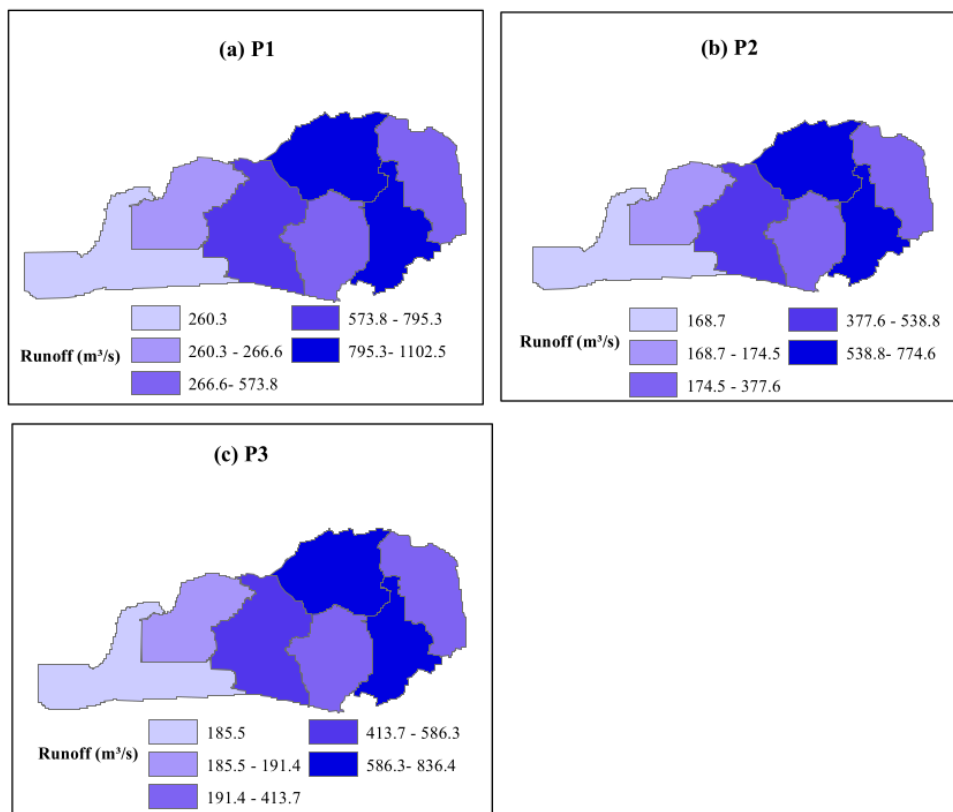 (a) P1
260.3
573.8 - 795.3
Runoff (m³/s)
260.3 - 266.6
795.3- 1102.5
266.6- 573.8
(b) P2
168.7
377.6 - 538.8
Runoff (m³/s)
168.7 - 174.5
538.8- 774.6
174.5 - 377.6
(c) P3
185.5
413.7 - 586.3
Runoff (m³/s)
185.5 - 191.4
586.3- 836.4
191.4 - 413.7